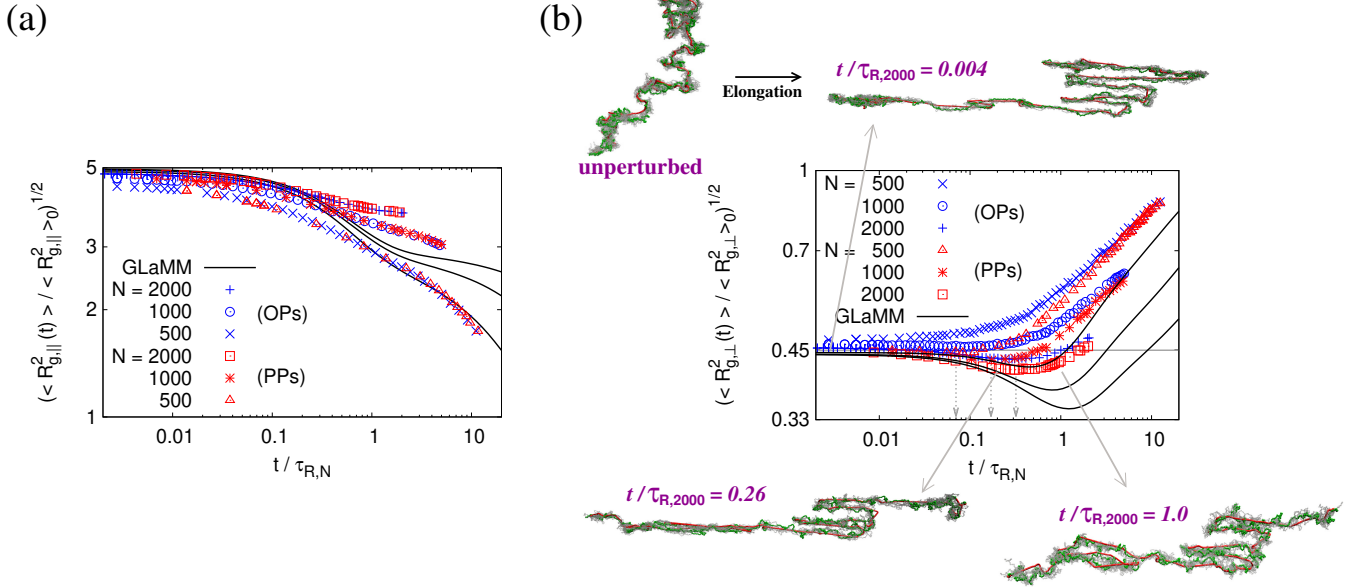 (a)
(b)
unperturbed
Elongation
t / τR,2000 = 0.004
(< R²g,||(t) > / < R²g,|| >0)1/2
5
3
2
1
0.01
0.1
1
10
t / τR,N
GLaMM
N = 2000
1000
500
(OPs)
N = 2000
1000
500
(PPs)
(< R²g,⊥(t) > / < R²g,⊥ >0)1/2
1
0.7
0.45
0.33
0.01
0.1
1
10
t / τR,N
N = 500
1000
2000
(OPs)
N = 500
1000
2000
(PPs)
GLaMM
t / τR,2000 = 0.26
t / τR,2000 = 1.0